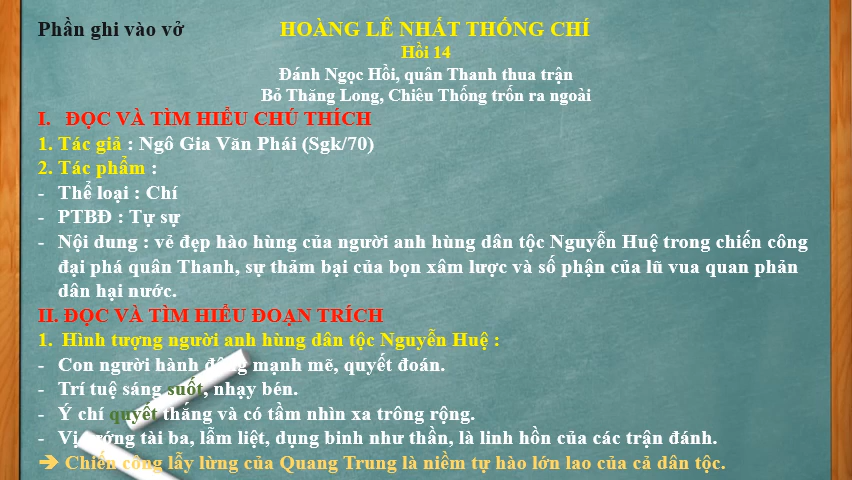 Phần ghi vào vở
HOÀNG LÊ NHẤT THỐNG CHÍ
Hồi 14
Đánh Ngọc Hồi, quân Thanh thua trận
Bỏ Thăng Long, Chiêu Thống trốn ra ngoài
I. ĐỌC VÀ TÌM HIỂU CHÚ THÍCH
1. Tác giả : Ngô Gia Văn Phái (Sgk/70)
2. Tác phẩm :
- Thể loại : Chí
- PTBĐ : Tự sự
- Nội dung : vẻ đẹp hào hùng của người anh hùng dân tộc Nguyễn Huệ trong chiến công
đại phá quân Thanh, sự thảm bại của bọn xâm lược và số phận của lũ vua quan phản
dân hại nước.
II. ĐỌC VÀ TÌM HIỂU ĐOẠN TRÍCH
1. Hình tượng người anh hùng dân tộc Nguyễn Huệ :
- Con người hành động mạnh mẽ, quyết đoán.
- Trí tuệ sáng suốt, nhạy bén.
- Ý chí quyết thắng và có tầm nhìn xa trông rộng.
- Vị tướng tài ba, lẫm liệt, dụng binh như thần, là linh hồn của các trận đánh.
➔ Chiến công lẫy lừng của Quang Trung là niềm tự hào lớn lao của cả dân tộc.